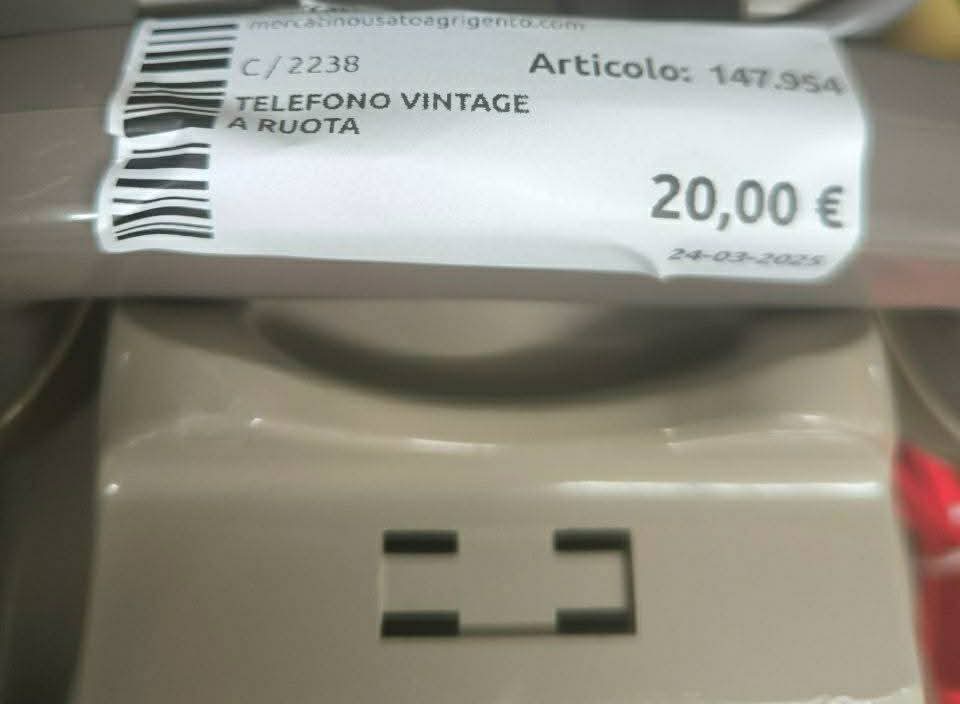 mercatinousatoagrigento.com
C / 2238 Articolo: 147.954
TELEFONO VINTAGE
A RUOTA
20,00 €
24-03-2025